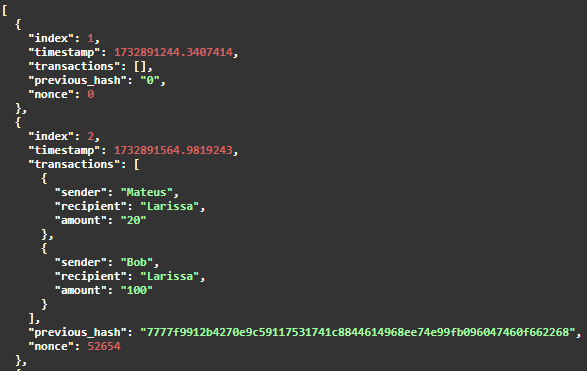 [
  {
    "index": 1,
    "timestamp": 1732891244.3407414,
    "transactions": [],
    "previous_hash": "0",
    "nonce": 0
  },
  {
    "index": 2,
    "timestamp": 1732891564.9819243,
    "transactions": [
      {
        "sender": "Mateus",
        "recipient": "Larissa",
        "amount": "20"
      },
      {
        "sender": "Bob",
        "recipient": "Larissa",
        "amount": "100"
      }
    ],
    "previous_hash": "7777f9912b4270e9c59117531741c8844614968ee74e99fb096047460f662268",
    "nonce": 52654
  },